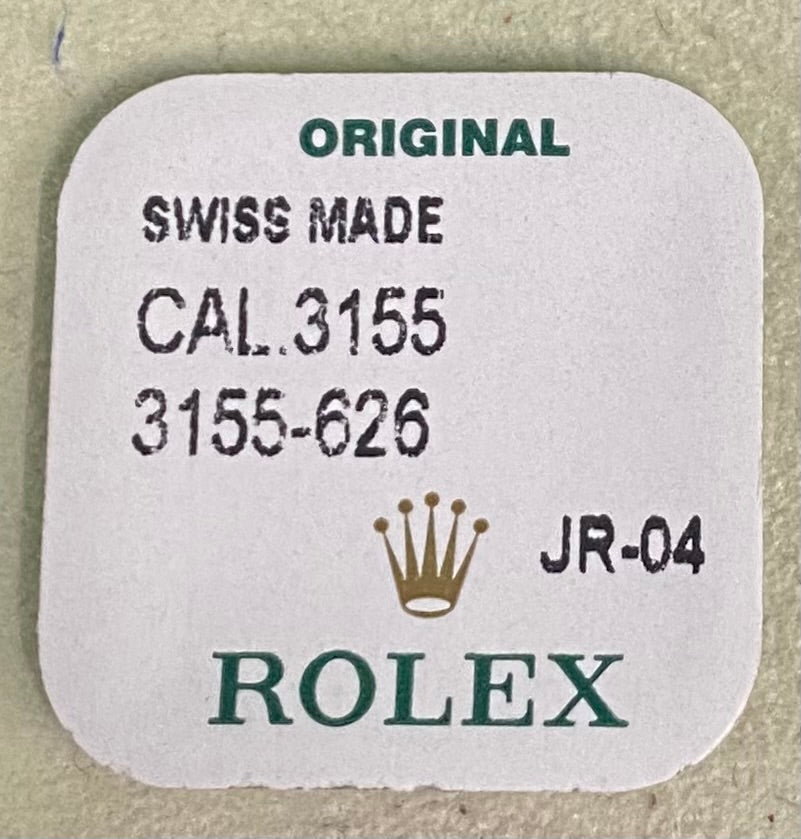 ORIGINAL
SWISS MADE
CAL.3155
3155-626
JR-04
ROLEX